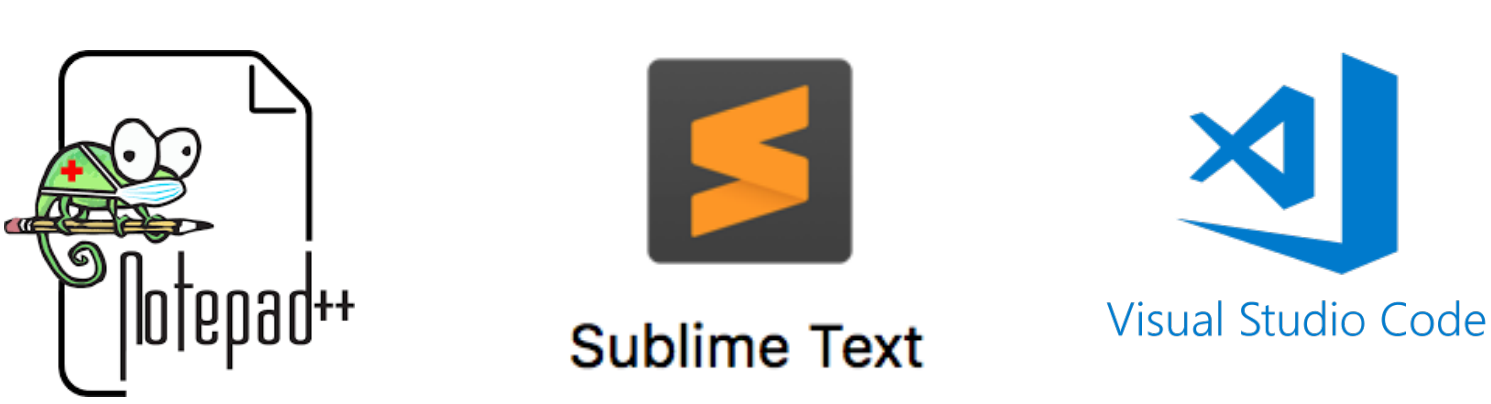 Notepad++
Sublime Text
Visual Studio Code